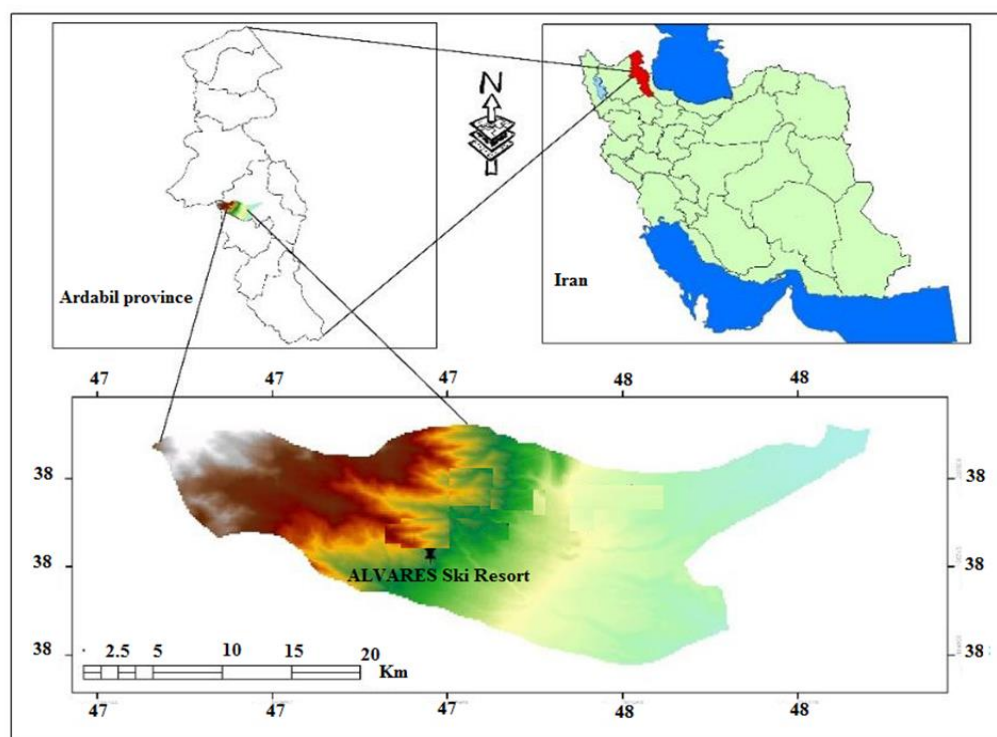 N
Ardabil province
Iran
47 47 47 48 48
38 38
38 38
38 38
ALVARES Ski Resort
2.5 5 10 15 20
Km
47 47 47 48 48